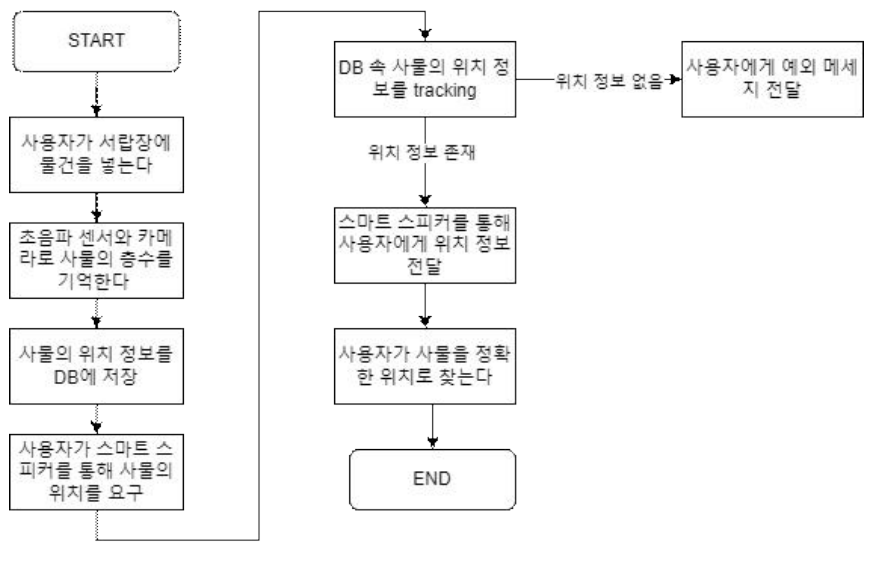 START
사용자가 서랍장에
물건을 넣는다
초음파 센서와 카메
라로 사물의 층수를
기억한다
사물의 위치 정보를
DB에 저장
사용자가 스마트 스
피커를 통해 사물의
위치를 요구
DB 속 사물의 위치 정
보를 tracking
위치 정보 없음
사용자에게 예외 메세
지 전달
위치 정보 존재
스마트 스피커를 통해
사용자에게 위치 정보
전달
사용자가 사물을 정확
한 위치로 찾는다
END